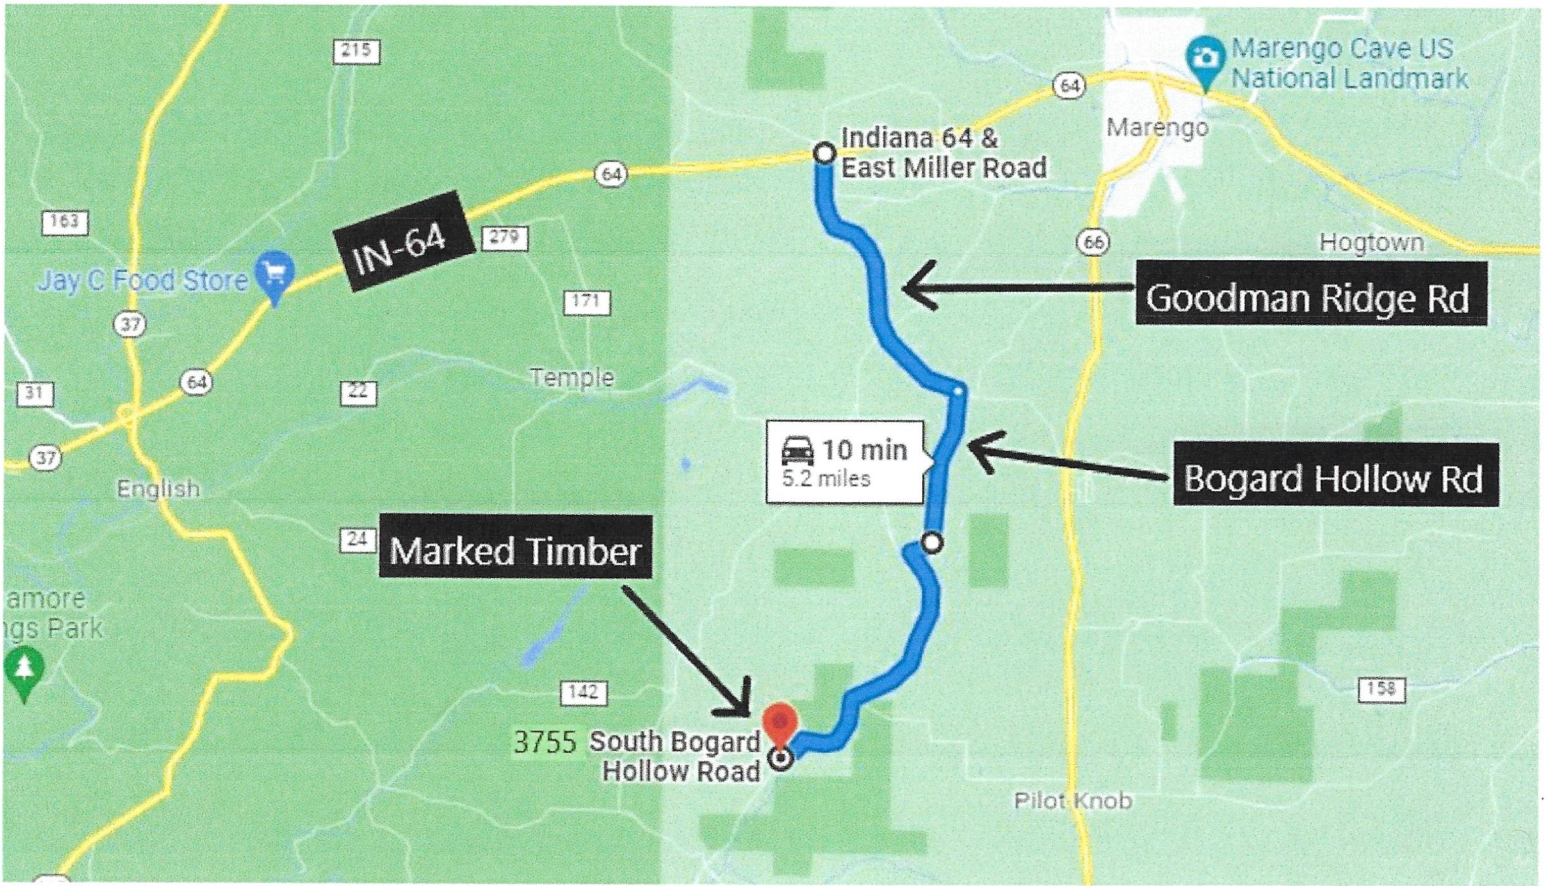 215
Marengo Cave US
National Landmark
64
Marengo
Indiana 64 &
East Miller Road
64
163
IN-64
279
66
Hogtown
Jay C Food Store
171
Goodman Ridge Rd
37
64
31
22
Temple
10 min
5.2 miles
Bogard Hollow Rd
37
English
24
Marked Timber
amore
ngs Park
142
158
3755 South Bogard
Hollow Road
Pilot Knob